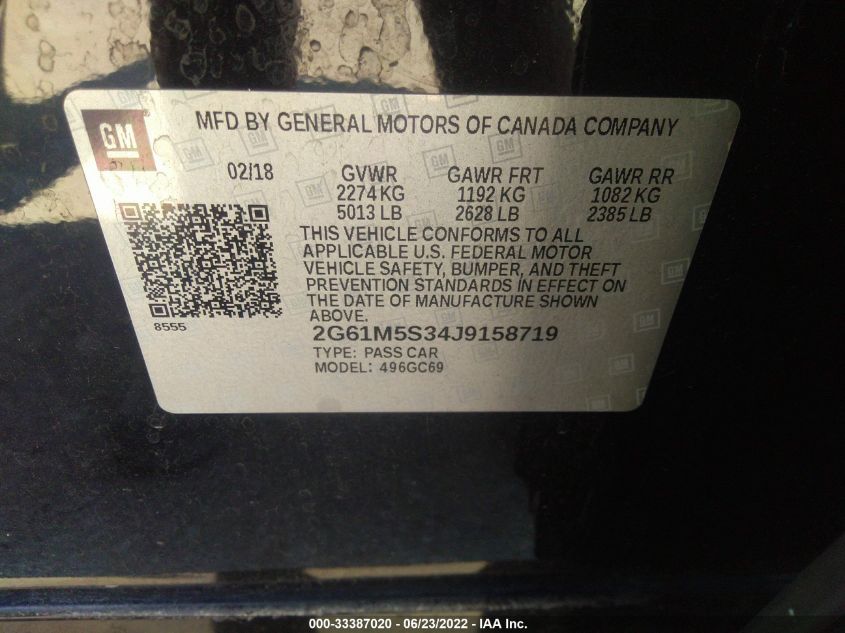 GM
MFD BY GENERAL MOTORS OF CANADA COMPANY
02/18 GVWR GAWR FRT GAWR RR
2274 KG 1192 KG 1082 KG
5013 LB 2628 LB 2385 LB
THIS VEHICLE CONFORMS TO ALL
APPLICABLE U.S. FEDERAL MOTOR
VEHICLE SAFETY, BUMPER, AND THEFT
PREVENTION STANDARDS IN EFFECT ON
THE DATE OF MANUFACTURE SHOWN
ABOVE.
8555
2G61M5S34J9158719
TYPE: PASS CAR
MODEL: 496GC69
000-33387020 - 06/23/2022 - IAA Inc.